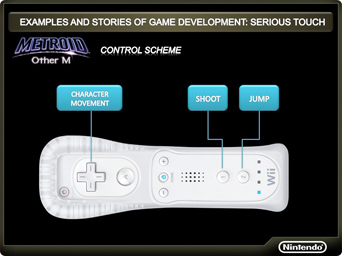 EXAMPLES AND STORIES OF GAME DEVELOPMENT: SERIOUS TOUCH
METROID
Other M
CONTROL SCHEME
CHARACTER
MOVEMENT
SHOOT
JUMP
Wii
Nintendo